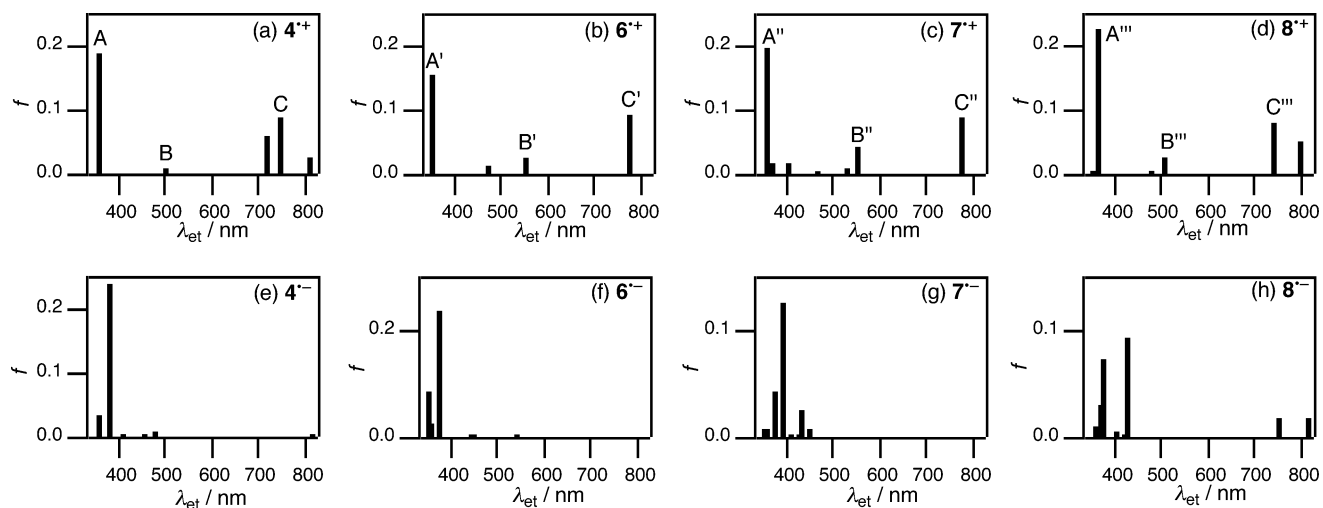 (a) 4•+
A
B
C
0.2
0.1
0.0
f
400 500 600 700 800
λet / nm
(b) 6•+
A'
B'
C'
0.2
0.1
0.0
f
400 500 600 700 800
λet / nm
(c) 7•+
A''
B''
C''
0.2
0.1
0.0
f
400 500 600 700 800
λet / nm
(d) 8•+
A'''
B'''
C'''
0.2
0.1
0.0
f
400 500 600 700 800
λet / nm
(e) 4•–
0.2
0.1
0.0
f
400 500 600 700 800
λet / nm
(f) 6•–
0.2
0.0
f
400 500 600 700 800
λet / nm
(g) 7•–
0.1
0.0
f
400 500 600 700 800
λet / nm
(h) 8•–
0.1
0.0
f
400 500 600 700 800
λet / nm